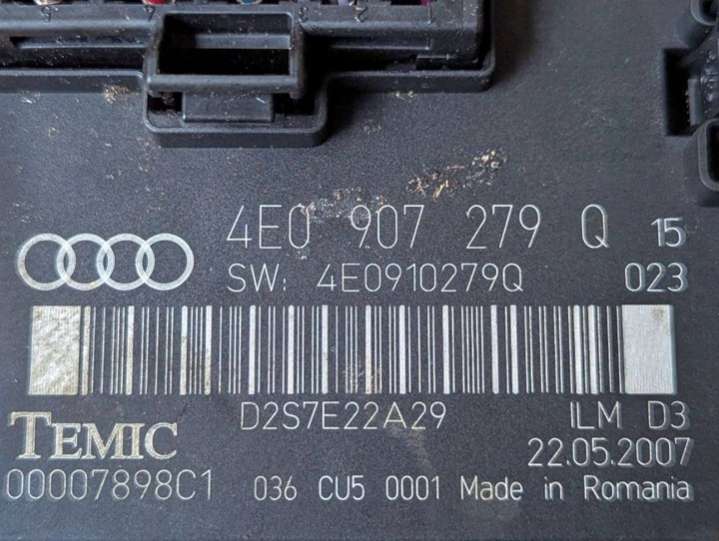 4E0 907 279 Q 15
SW: 4E0910279Q 023
D2S7E22A29 ILM D3
TEMIC 22.05.2007
00007898C1 036 CU5 0001 Made in Romania